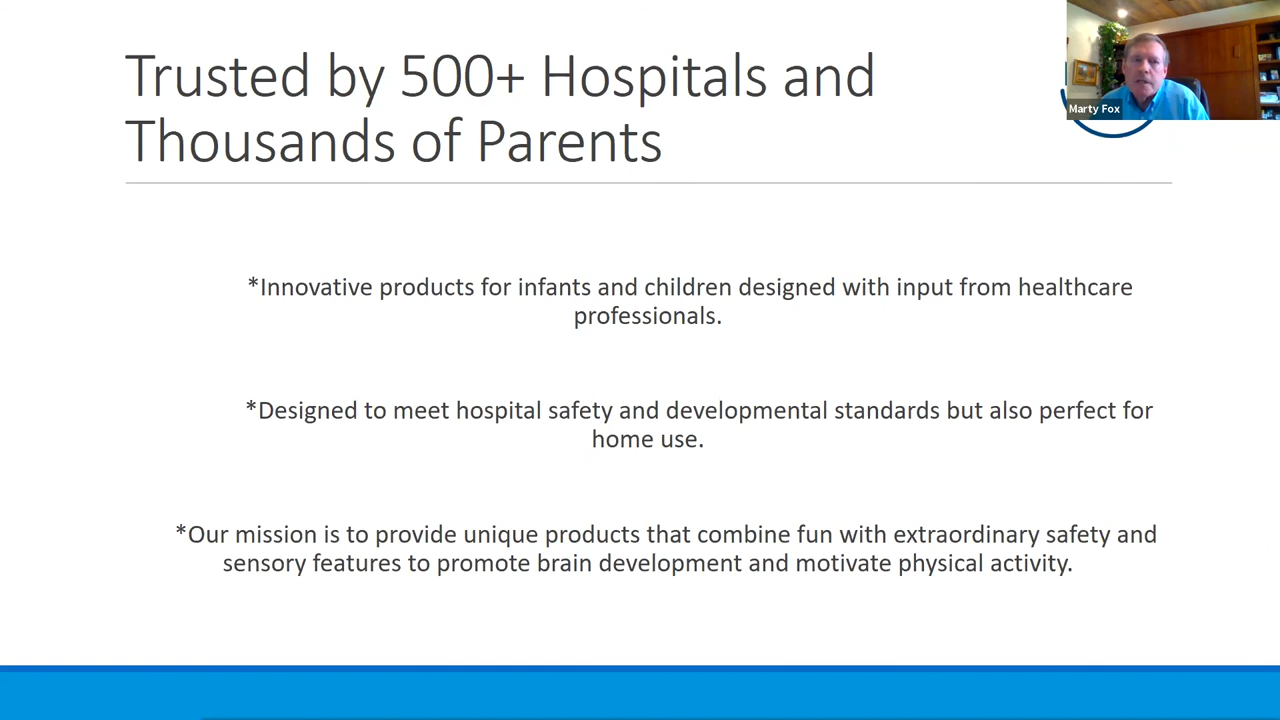 Trusted by 500+ Hospitals and
Thousands of Parents
Marty Fox
*Innovative products for infants and children designed with input from healthcare
professionals.
*Designed to meet hospital safety and developmental standards but also perfect for
home use.
*Our mission is to provide unique products that combine fun with extraordinary safety and
sensory features to promote brain development and motivate physical activity.